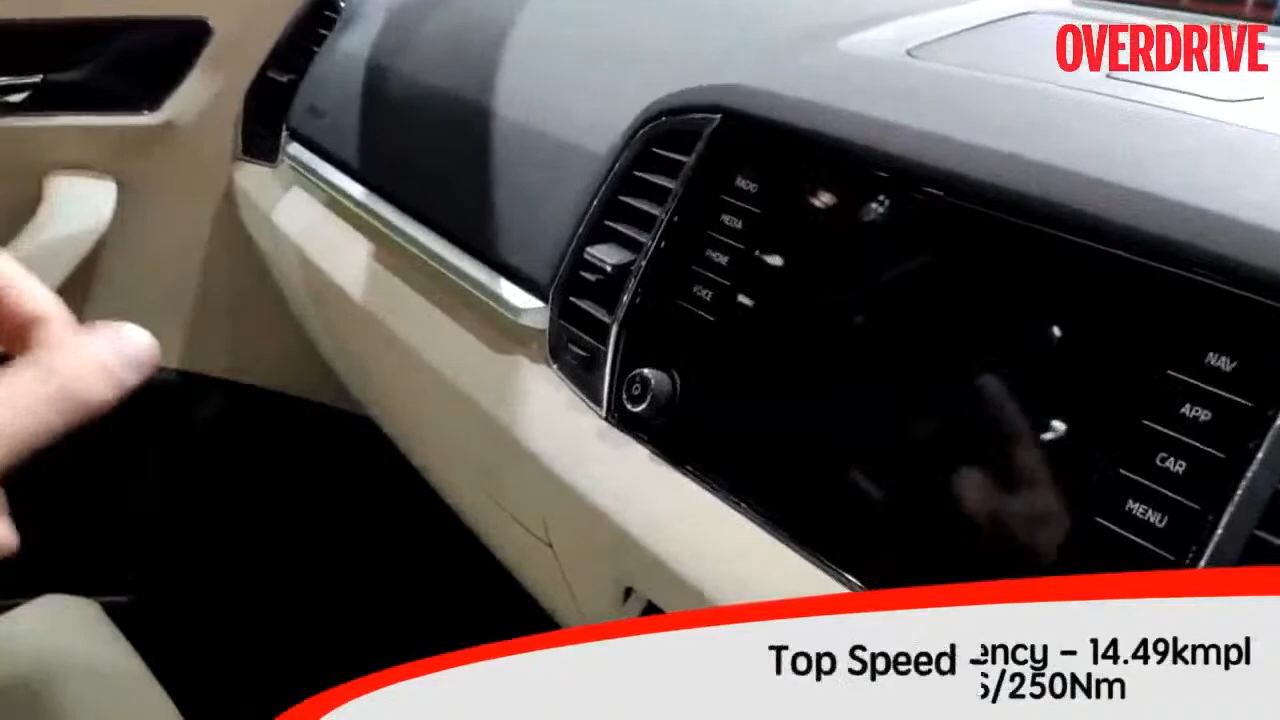 OVERDRIVE
RADIO
MEDIA
PHONE
VOICE
NAV
APP
CAR
MENU
Top Speed -
ency - 14.49kmpl
/250Nm